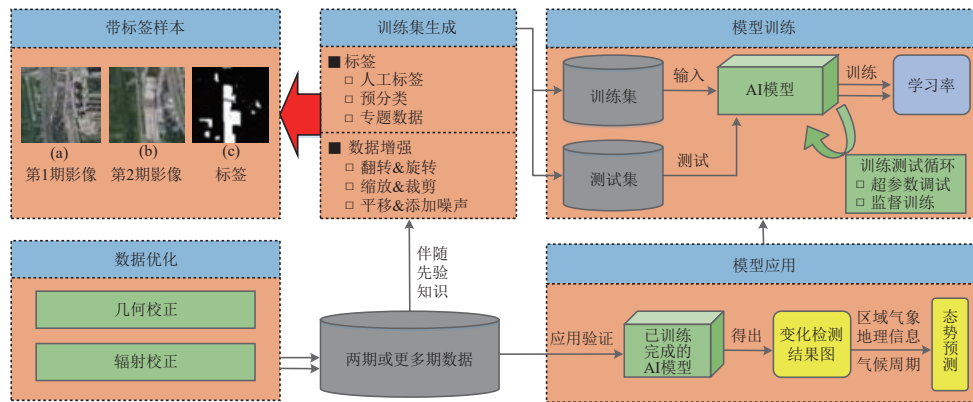 带标签样本
(a)
(b)
(c)
第1期影像
第2期影像
标签
训练集生成
■ 标签
□ 人工标签
□ 预分类
□ 专题数据
■ 数据增强
□ 翻转&旋转
□ 缩放&裁剪
□ 平移&添加噪声
模型训练
训练集
输入
AI模型
训练
学习率
测试集
测试
训练测试循环
□ 超参数调试
□ 监督训练
数据优化
几何校正
辐射校正
伴随
先验
知识
两期或更多期数据
模型应用
应用验证
已训练
完成的
AI模型
得出
变化检测
结果图
区域气象
地理信息
气候周期
态
势
预
测